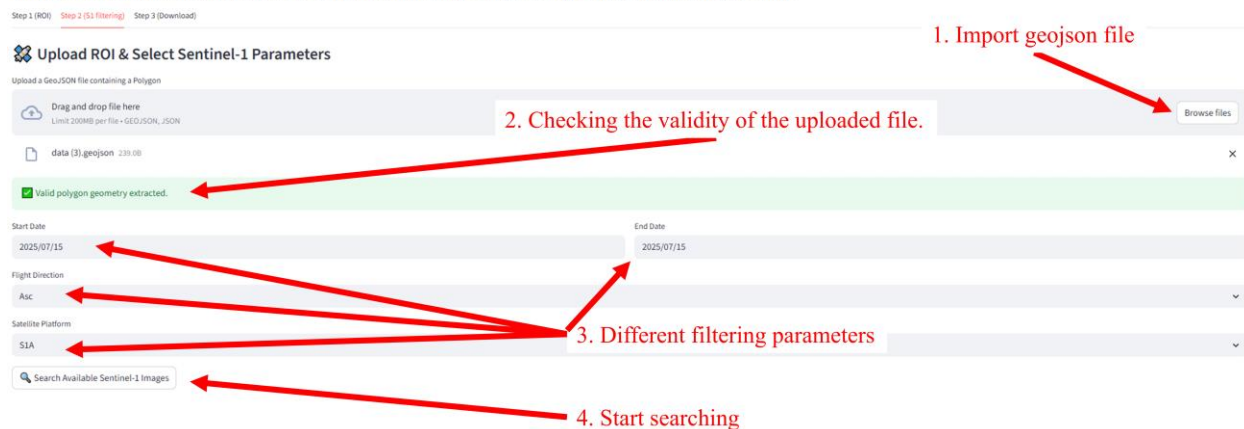 Step 1 (ROI) Step 2 (S1 filtering) Step 3 (Download)
1. Import geojson file
Upload ROI & Select Sentinel-1 Parameters
Upload a GeoJSON file containing a Polygon
Drag and drop file here
Limit 200MB per file • GEOJSON, JSON
Browse files
2. Checking the validity of the uploaded file.
data (3).geojson 239.0B
Valid polygon geometry extracted.
Start Date
End Date
2025/07/15
2025/07/15
Flight Direction
Asc
Satellite Platform
3. Different filtering parameters
S1A
Search Available Sentinel-1 Images
4. Start searching